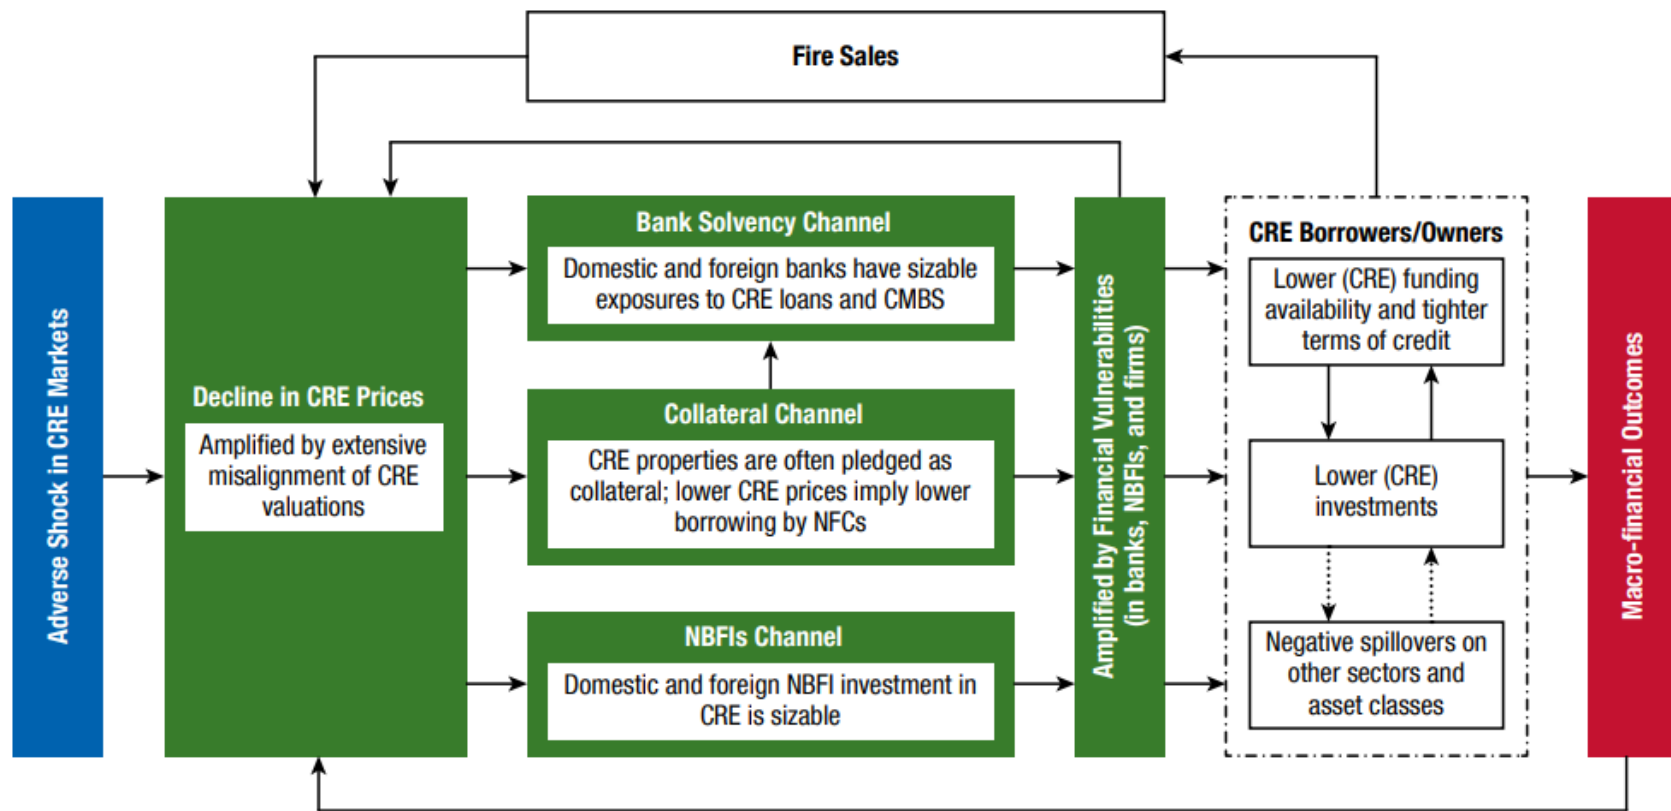 Fire Sales
Adverse Shock in CRE Markets
Decline in CRE Prices
Amplified by extensive
misalignment of CRE
valuations
Bank Solvency Channel
Domestic and foreign banks have sizable
exposures to CRE loans and CMBS
Collateral Channel
CRE properties are often pledged as
collateral; lower CRE prices imply lower
borrowing by NFCs
NBFIs Channel
Domestic and foreign NBFI investment in
CRE is sizable
Amplified by Financial Vulnerabilities
(in banks, NBFIs, and firms)
CRE Borrowers/Owners
Lower (CRE) funding
availability and tighter
terms of credit
Lower (CRE)
investments
Negative spillovers on
other sectors and
asset classes
Macro-financial Outcomes